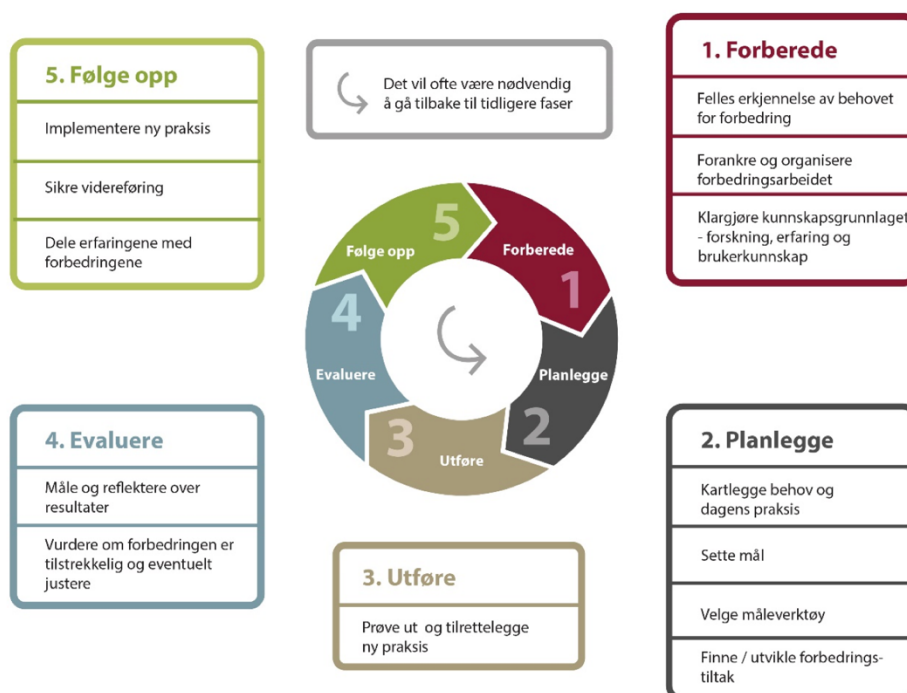 5. Følge opp
Implementere ny praksis
Sikre videreføring
Dele erfaringene med
forbedringene
Det vil ofte være nødvendig
å gå tilbake til tidligere faser
1. Forberede
Felles erkjennelse av behovet
for forbedring
Forankre og organisere
forbedringsarbeidet
Klargjøre kunnskapsgrunnlaget
- forskning, erfaring og
brukerkunnskap
5
Følge opp
Forberede
1
4
Evaluere
Planlegge
2
3
Utføre
4. Evaluere
Måle og reflektere over
resultater
Vurdere om forbedringen er
tilstrekkelig og eventuelt
justere
3. Utføre
Prøve ut og tilrettelegge
ny praksis
2. Planlegge
Kartlegge behov og
dagens praksis
Sette mål
Velge måleverktøy
Finne / utvikle forbedrings-
tiltak